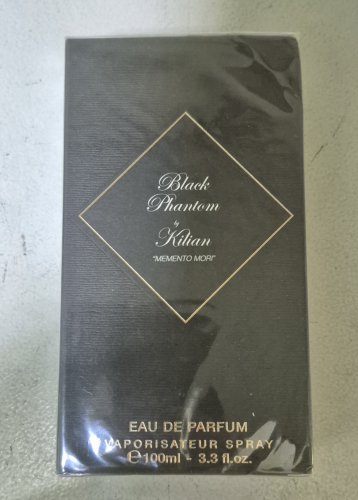 Black
Phantom
by
Kilian
"MEMENTO MORI"
EAU DE PARFUM
VAPORISATEUR SPRAY
℮100ml - 3.3 fl.oz.